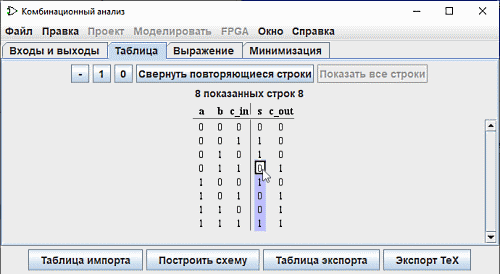 Комбинационный анализ
Файл Правка Проект Моделировать FPGA Окно Справка
Входы и выходы Таблица Выражение Минимизация
- 1 0 Свернуть повторяющиеся строки Показать все строки
8 показанных строк 8
a b c_in s c_out
0 0 0 0 0
0 0 1 1 0
0 1 0 1 0
0 1 1 0 1
1 0 0 1 0
1 0 1 0 1
1 1 0 0 1
1 1 1 1 1
Таблица импорта Построить схему Таблица экспорта Экспорт TeX